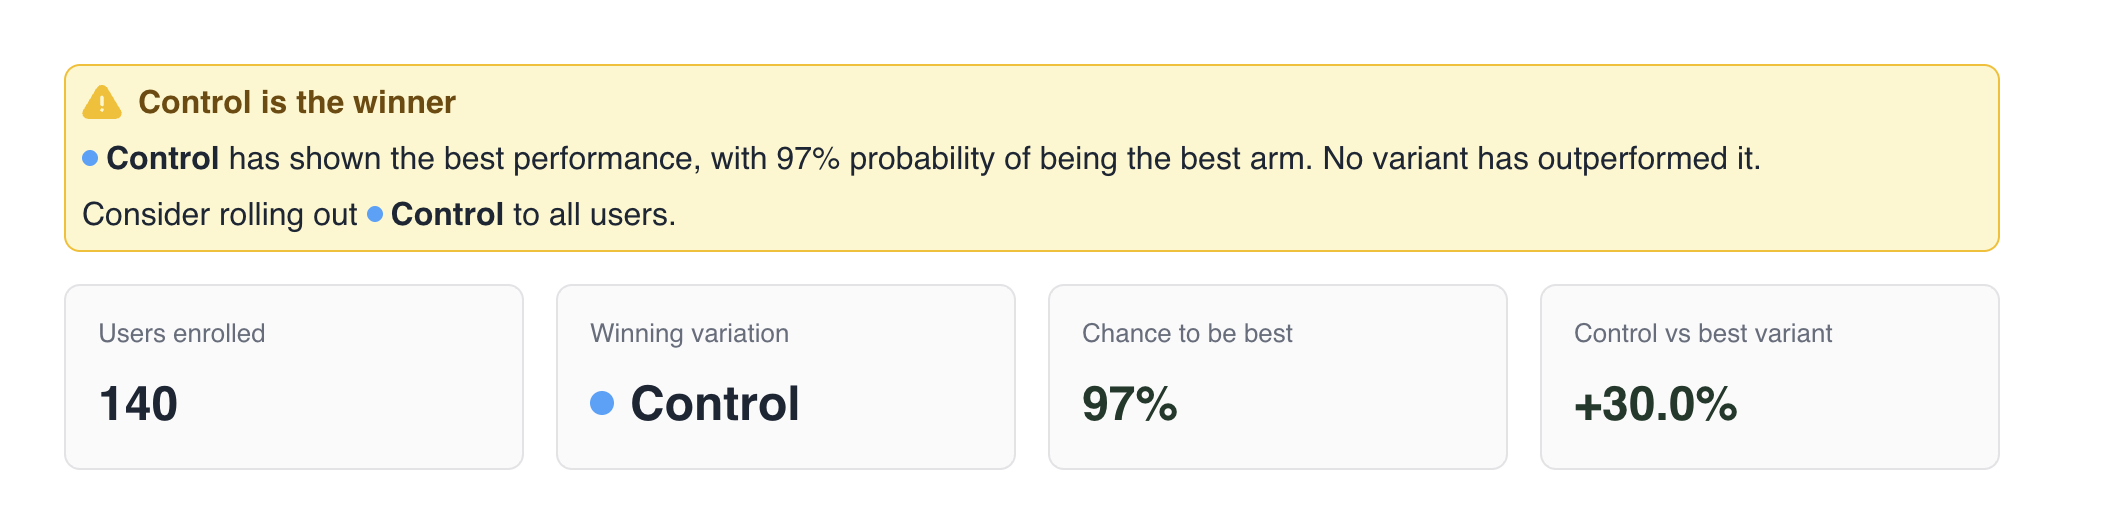 Control is the winner
Control has shown the best performance, with 97% probability of being the best arm. No variant has outperformed it.
Consider rolling out Control to all users.
Users enrolled
140
Winning variation
Control
Chance to be best
97%
Control vs best variant
+30.0%